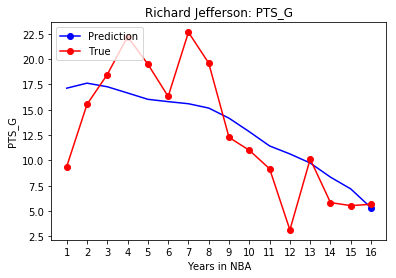 Richard Jefferson: PTS_G
Prediction
True
22.5
20.0
17.5
15.0
12.5
10.0
7.5
5.0
2.5
PTS_G
1 2 3 4 5 6 7 8 9 10 11 12 13 14 15 16
Years in NBA